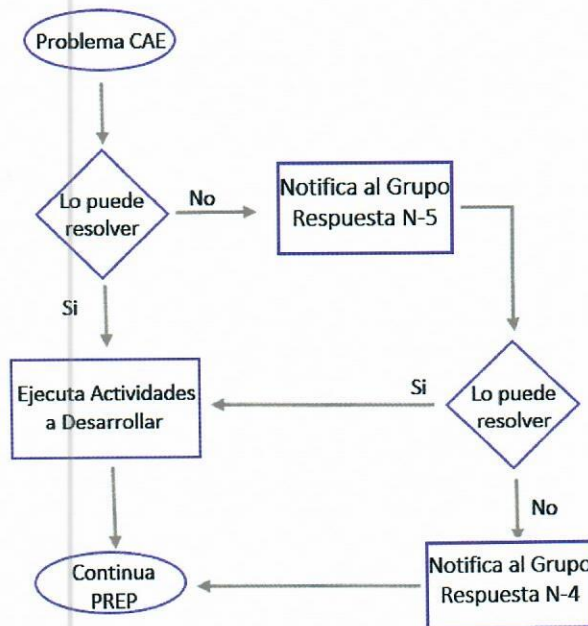 Problema CAE
Lo puede
resolver
No
Notifica al Grupo
Respuesta N-5
Si
Ejecuta Actividades
a Desarrollar
Si
Lo puede
resolver
No
Continua
PREP
Notifica al Grupo
Respuesta N-4